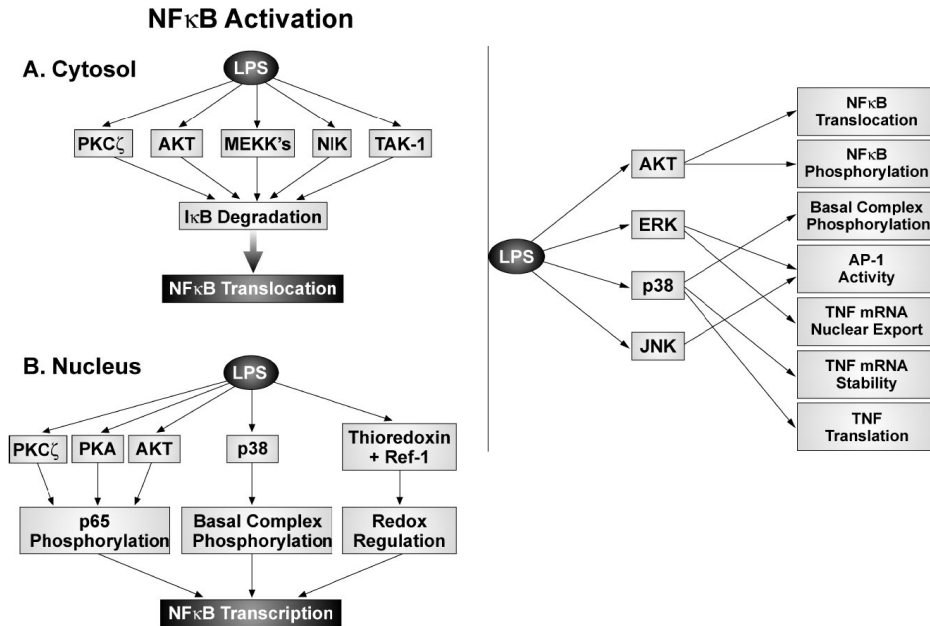 NFκB Activation
A. Cytosol
LPS
PKCζ
AKT
MEKK's
NIK
TAK-1
IκB Degradation
NFκB Translocation
B. Nucleus
LPS
PKCζ
PKA
AKT
p38
Thioredoxin
+ Ref-1
p65
Phosphorylation
Basal Complex
Phosphorylation
Redox
Regulation
NFκB Transcription
LPS
AKT
ERK
p38
JNK
NFκB
Translocation
NFκB
Phosphorylation
Basal Complex
Phosphorylation
AP-1
Activity
TNF mRNA
Nuclear Export
TNF mRNA
Stability
TNF
Translation